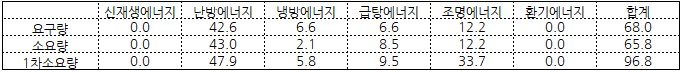 신재생에너지 난방에너지 냉방에너지 급탕에너지 조명에너지 환기에너지 합계
요구량 0.0 42.6 6.6 6.6 12.2 0.0 68.0
소요량 0.0 43.0 2.1 8.5 12.2 0.0 65.8
1차소요량 0.0 47.9 5.8 9.5 33.7 0.0 96.8